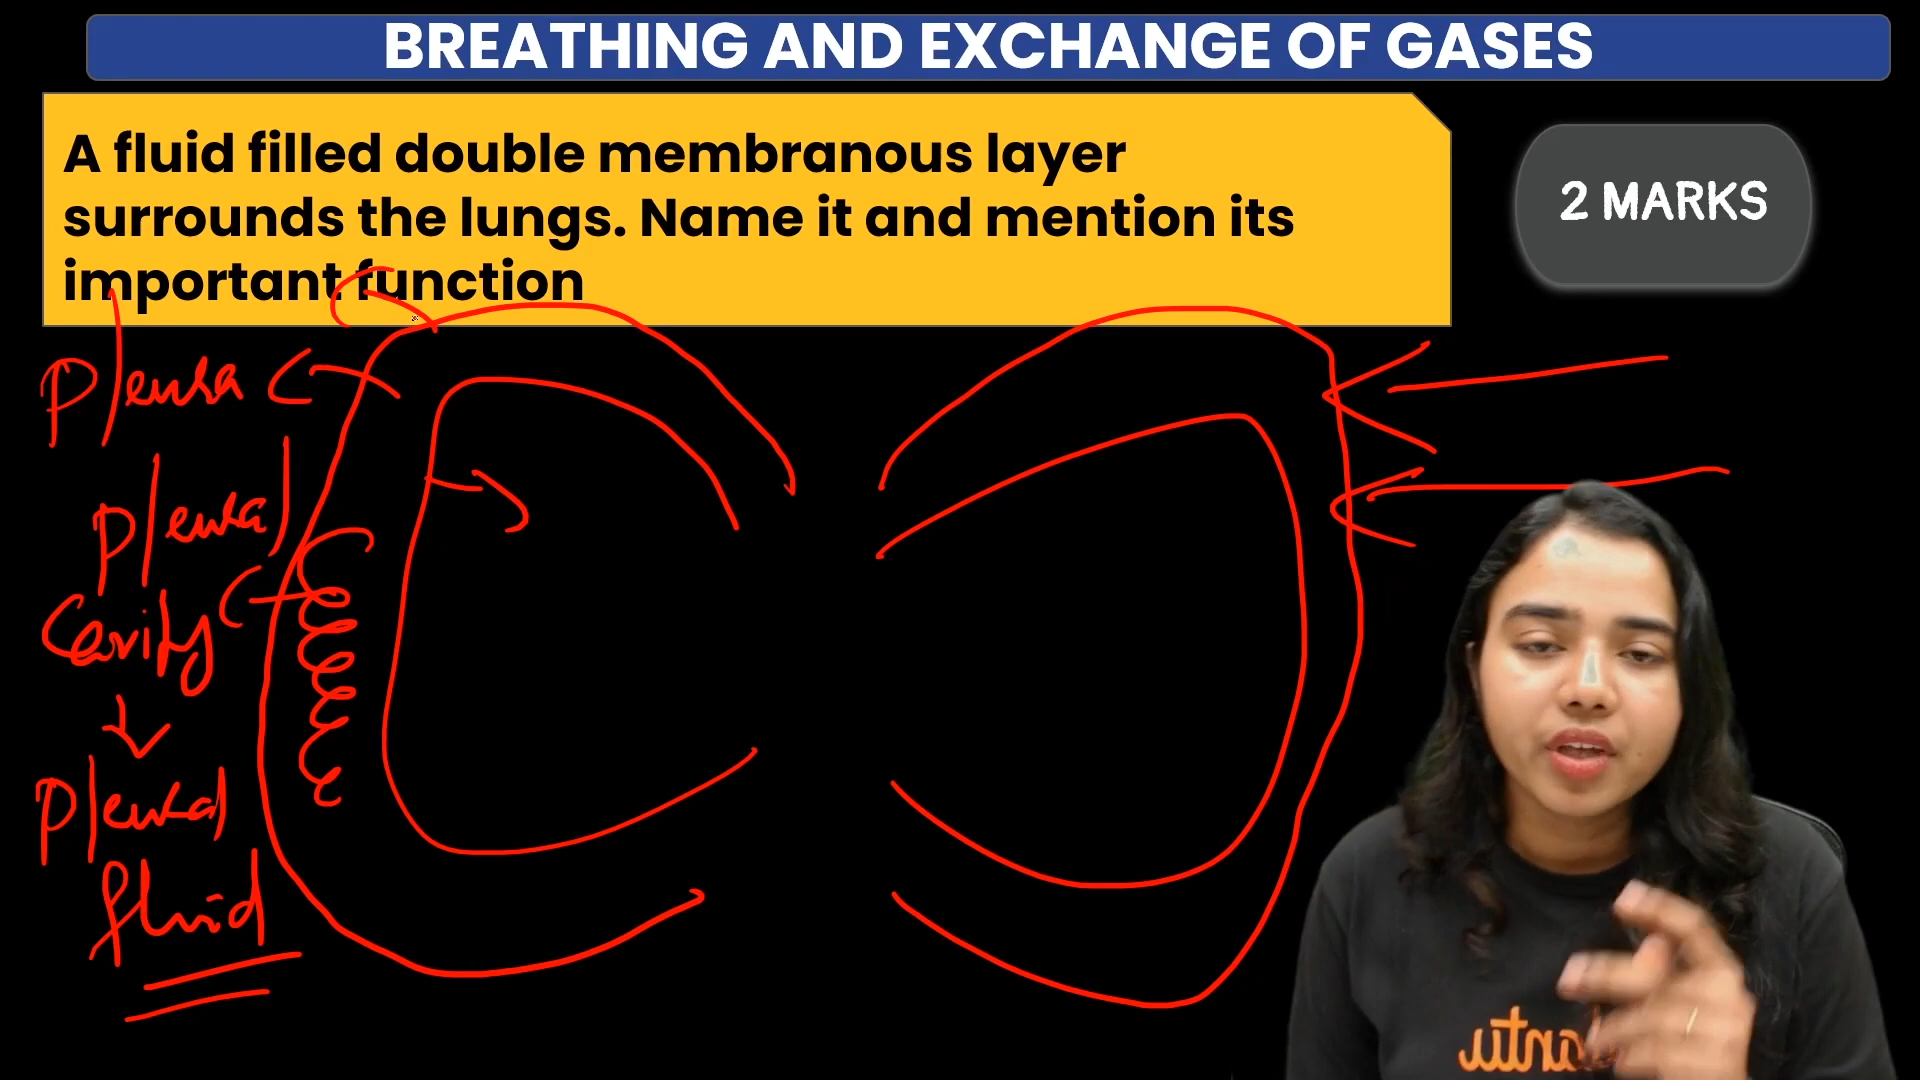 BREATHING AND EXCHANGE OF GASES
A fluid filled double membranous layer
surrounds the lungs. Name it and mention its
important function
2 MARKS
Pleura
Pleural
Cavity
Pleural
fluid